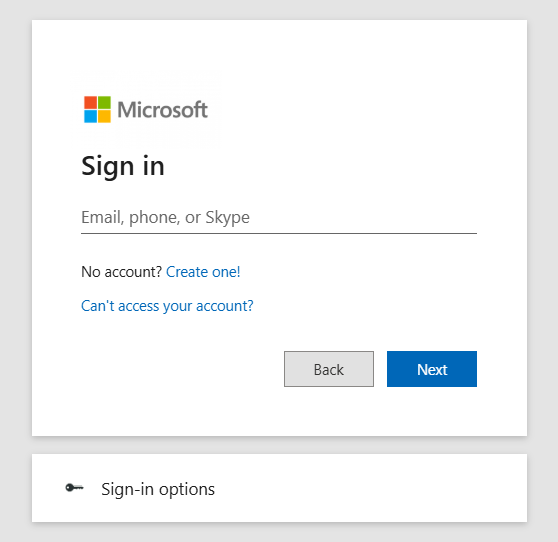 Microsoft
Sign in
Email, phone, or Skype
No account? Create one!
Can't access your account?
Back Next
Sign-in options